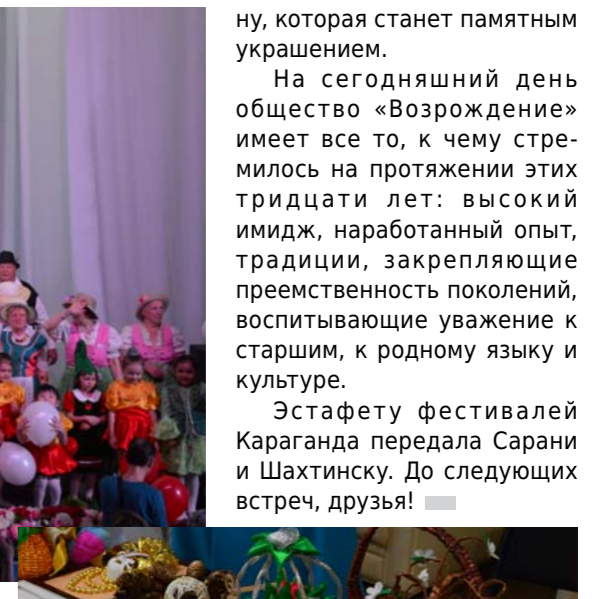 ну, которая станет памятным
украшением.
На сегодняшний день
общество «Возрождение»
имеет все то, к чему стре-
милось на протяжении этих
тридцати лет: высокий
имидж, наработанный опыт,
традиции, закрепляющие
преемственность поколений,
воспитывающие уважение к
старшим, к родному языку и
культуре.
Эстафету фестивалей
Караганда передала Сарани
и Шахтинску. До следующих
встреч, друзья!